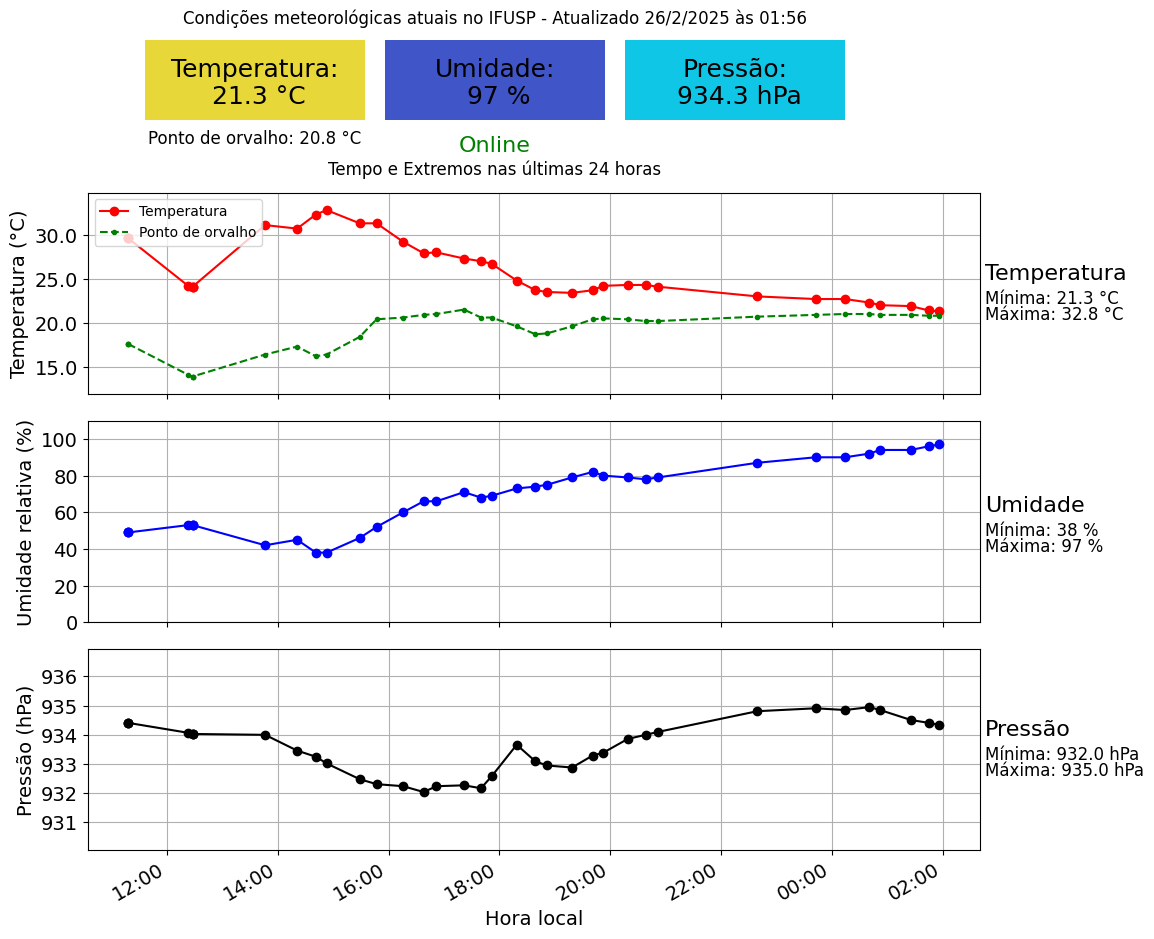 Condições meteorológicas atuais no IFUSP - Atualizado 26/2/2025 às 01:56
Temperatura:
21.3 °C
Umidade:
97 %
Pressão:
934.3 hPa
Ponto de orvalho: 20.8 °C
Online
Tempo e Extremos nas últimas 24 horas
Temperatura (°C)
30.0
25.0
20.0
15.0
Temperatura
Ponto de orvalho
Temperatura
Mínima: 21.3 °C
Máxima: 32.8 °C
Umidade relativa (%)
100
80
60
40
20
0
Umidade
Mínima: 38 %
Máxima: 97 %
Pressão (hPa)
936
935
934
933
932
931
Pressão
Mínima: 932.0 hPa
Máxima: 935.0 hPa
12:00 14:00 16:00 18:00 20:00 22:00 00:00 02:00
Hora local